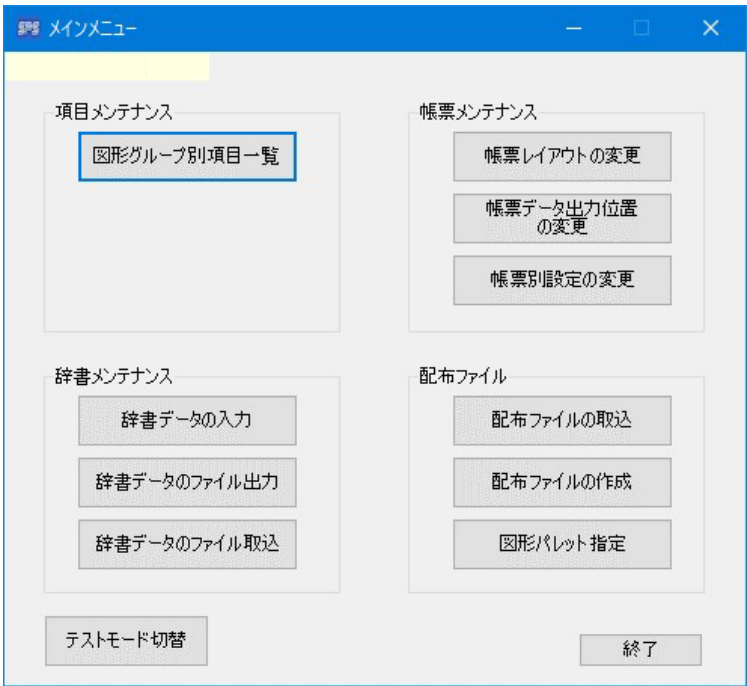 SPS メインメニュー
項目メンテナンス
図形グループ別項目一覧
帳票メンテナンス
帳票レイアウトの変更
帳票データ出力位置
の変更
帳票別設定の変更
辞書メンテナンス
辞書データの入力
辞書データのファイル出力
辞書データのファイル取込
配布ファイル
配布ファイルの取込
配布ファイルの作成
図形パレット指定
テストモード切替
終了